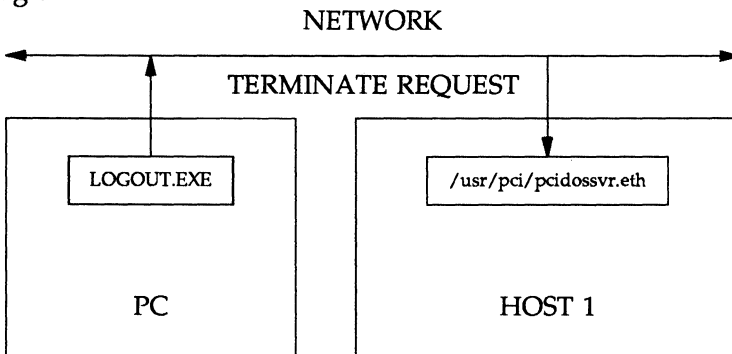 NETWORK
TERMINATE REQUEST
LOGOUT.EXE
/usr/pci/pcidossvr.eth
PC
HOST 1